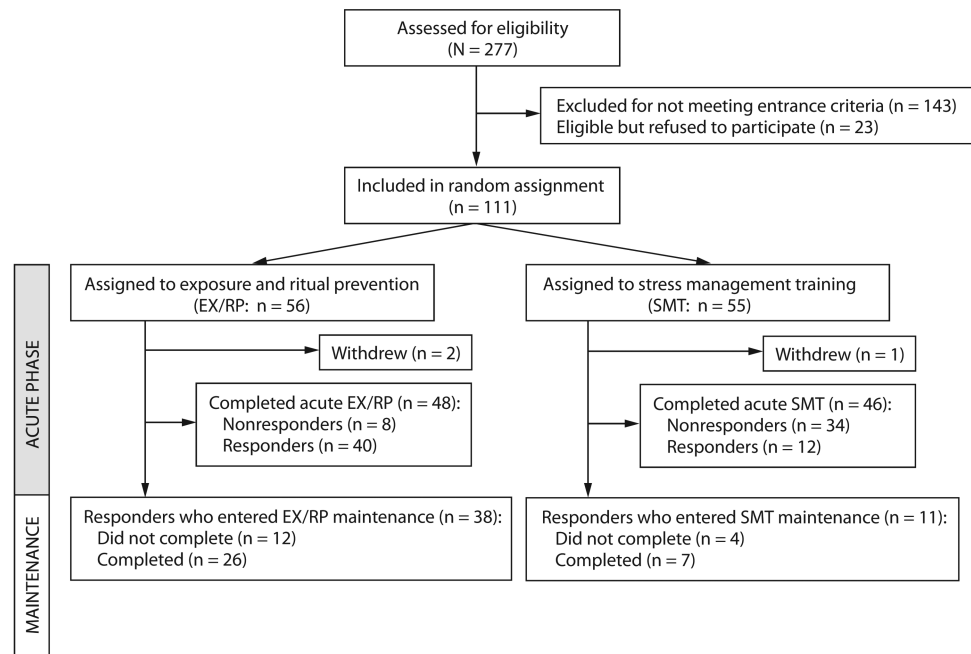 Assessed for eligibility
(N = 277)
Excluded for not meeting entrance criteria (n = 143)
Eligible but refused to participate (n = 23)
Included in random assignment
(n = 111)
ACUTE PHASE
Assigned to exposure and ritual prevention
(EX/RP: n = 56)
Assigned to stress management training
(SMT: n = 55)
Withdrew (n = 2)
Withdrew (n = 1)
Completed acute EX/RP (n = 48):
Nonresponders (n = 8)
Responders (n = 40)
Completed acute SMT (n = 46):
Nonresponders (n = 34)
Responders (n = 12)
MAINTENANCE
Responders who entered EX/RP maintenance (n = 38):
Did not complete (n = 12)
Completed (n = 26)
Responders who entered SMT maintenance (n = 11):
Did not complete (n = 4)
Completed (n = 7)